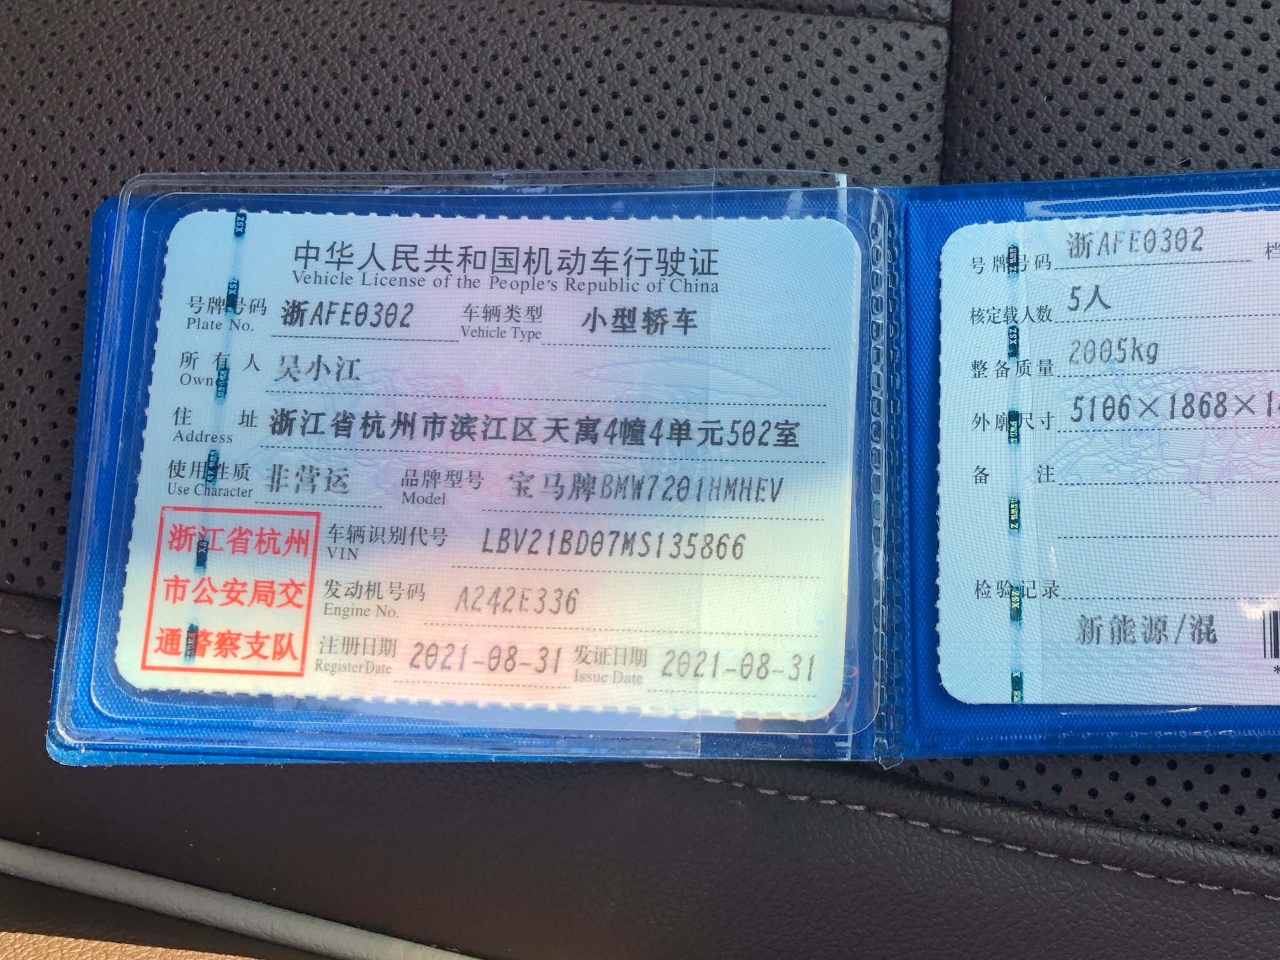 中华人民共和国机动车行驶证
Vehicle License of the People's Republic of China
号牌号码 浙AFE0302 车辆类型 小型轿车
Plate No. Vehicle Type
所有人 吴小江
Owner
住址 浙江省杭州市滨江区天寓4幢4单元502室
Address
使用性质 非营运 品牌型号 宝马牌BMW7201HMHEV
Use Character Model
浙江省杭州
市公安局交
通警察支队
车辆识别代号 LBV21BD07MS135866
VIN
发动机号码 A242E336
Engine No.
注册日期 2021-08-31 发证日期 2021-08-31
Register Date Issue Date
号牌号码 浙AFE0302 档
核定载人数 5人
整备质量 2005kg
外廓尺寸 5106×1868×1
备注
检验记录
新能源/混